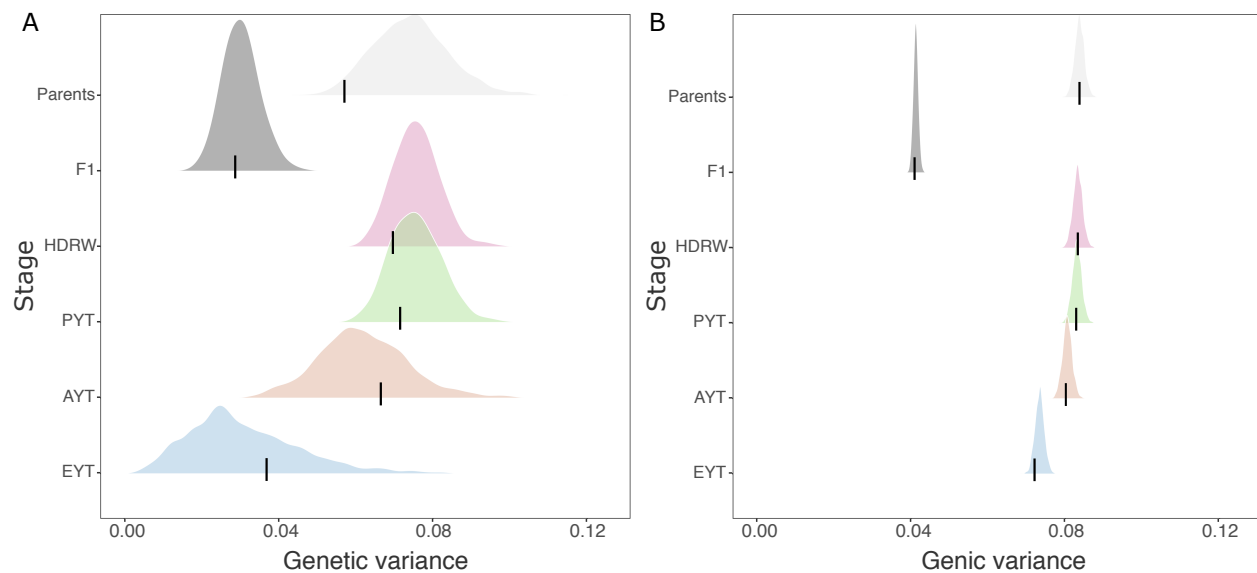 A
Stage
Parents
F1
HDRW
PYT
AYT
EYT
0.00 0.04 0.08 0.12
Genetic variance
B
Stage
Parents
F1
HDRW
PYT
AYT
EYT
0.00 0.04 0.08 0.12
Genic variance